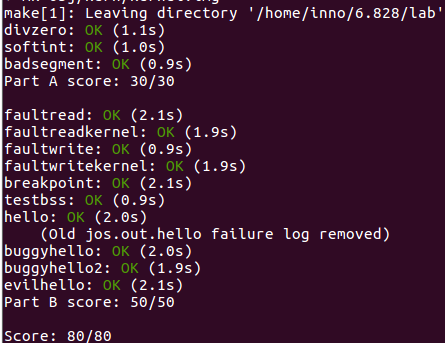 make[1]: Leaving directory '/home/inno/6.828/lab'
divzero: OK (1.1s)
softint: OK (1.0s)
badsegment: OK (0.9s)
Part A score: 30/30
faultread: OK (2.1s)
faultreadkernel: OK (1.9s)
faultwrite: OK (0.9s)
faultwritekernel: OK (1.9s)
breakpoint: OK (2.1s)
testbss: OK (0.9s)
hello: OK (2.0s)
(Old jos.out.hello failure log removed)
buggyhello: OK (2.0s)
buggyhello2: OK (1.9s)
evilhello: OK (2.1s)
Part B score: 50/50
Score: 80/80